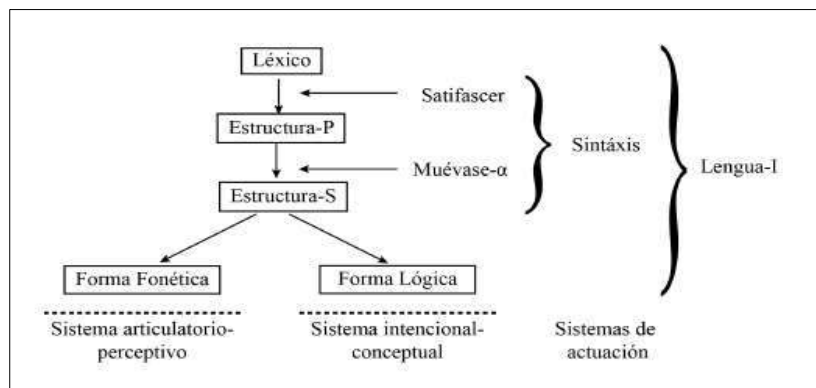 Léxico
Satifascer
Estructura-P
Sintáxis
Muévase-α
Lengua-I
Estructura-S
Forma Fonética
Forma Lógica
Sistema articulatorio-
perceptivo
Sistema intencional-
conceptual
Sistemas de
actuación